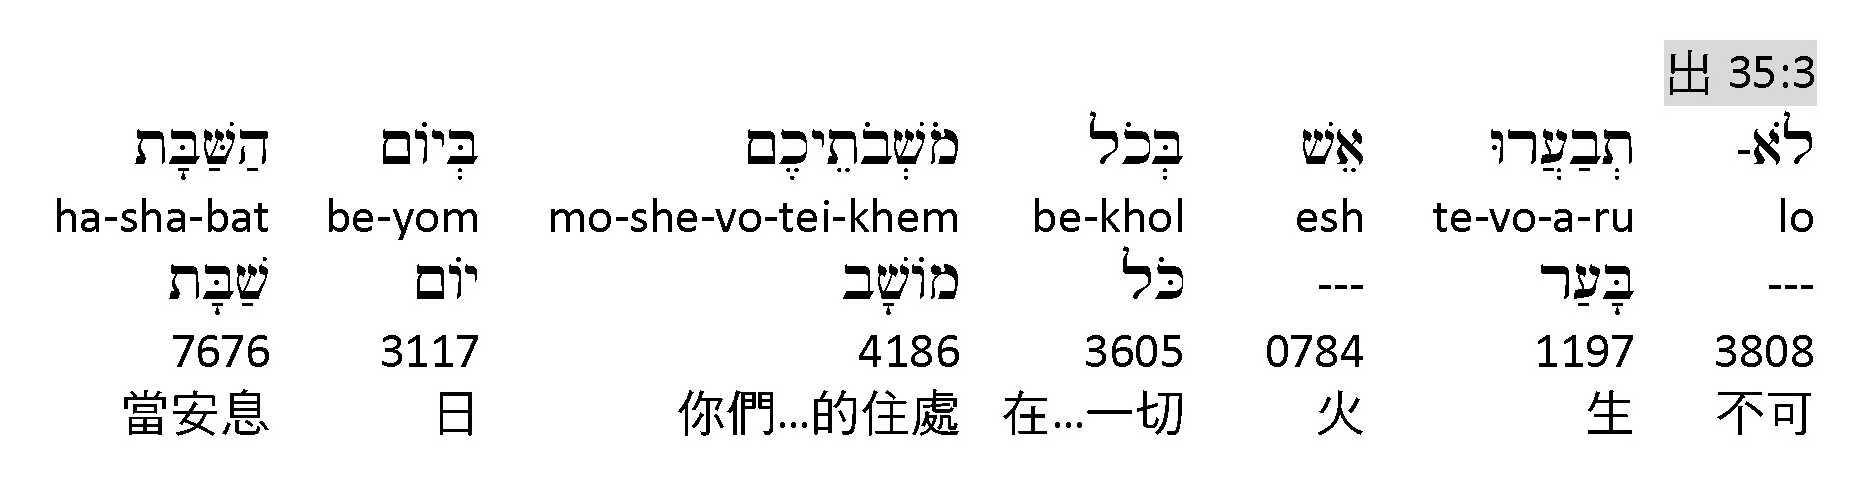 出 35:3
לֹא- תְבַעֲרוּ אֵשׁ בְּכֹל מֹשְׁבֹתֵיכֶם בְּיוֹם הַשַּׁבָּת
lo te-vo-a-ru esh be-khol mo-she-vo-tei-khem be-yom ha-sha-bat
--- בָּעַר --- כֹּל מוֹשָׁב יוֹם שַׁבָּת
3808 1197 0784 3605 4186 3117 7676
不可 生 火 在…一切 你們…的住處 日 當安息